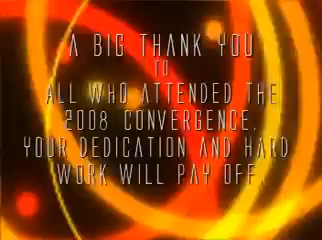 A BIG THANK YOU
TO
ALL WHO ATTENDED THE
2008 CONVERGENCE.
YOUR DEDICATION AND HARD
WORK WILL PAY OFF.